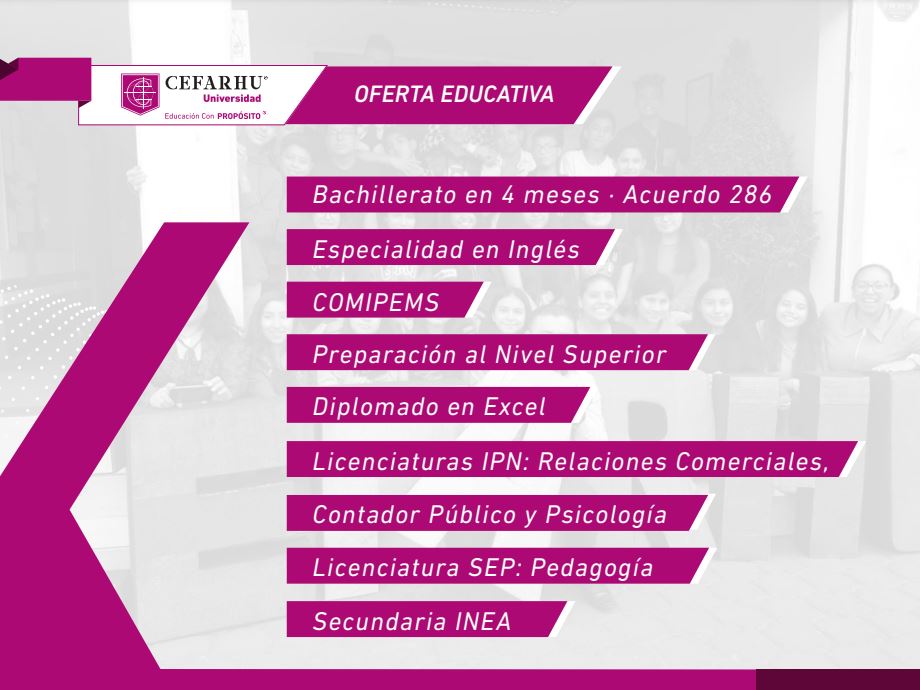 CEFARHU®
Universidad
Educación Con PROPÓSITO
OFERTA EDUCATIVA
Bachillerato en 4 meses · Acuerdo 286
Especialidad en Inglés
COMIPEMS
Preparación al Nivel Superior
Diplomado en Excel
Licenciaturas IPN: Relaciones Comerciales,
Contador Público y Psicología
Licenciatura SEP: Pedagogía
Secundaria INEA